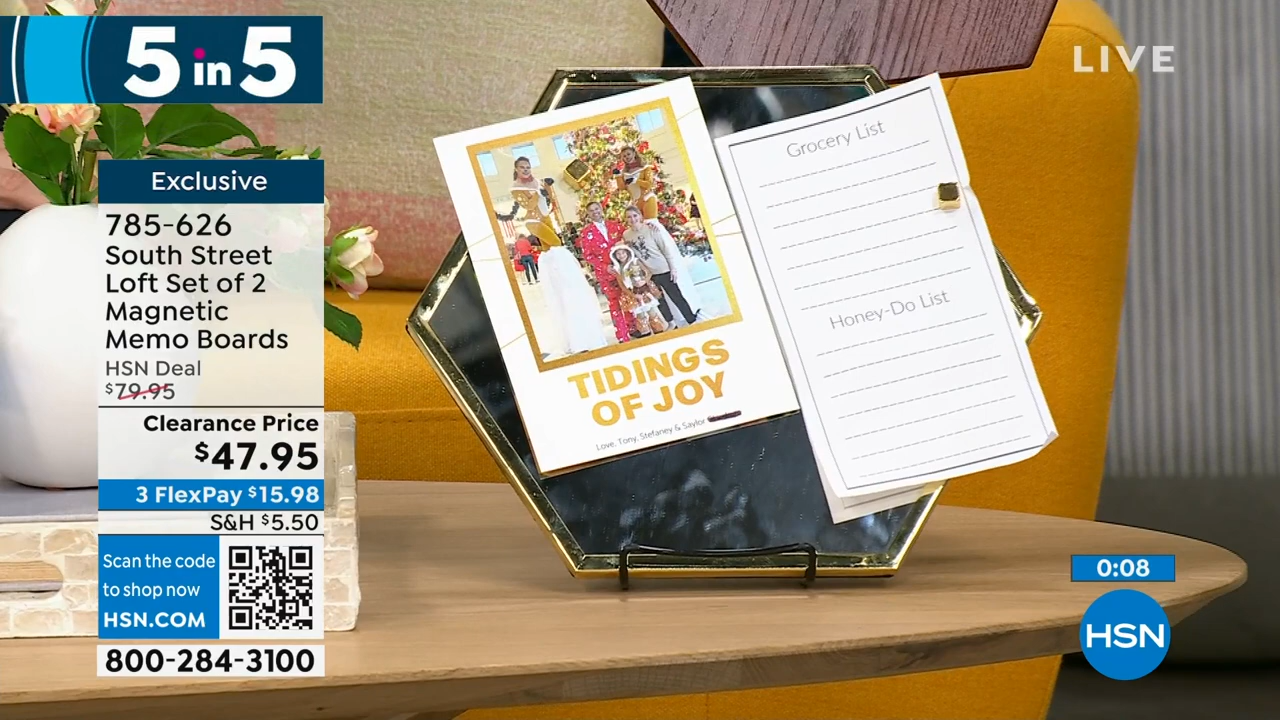 5 in 5
LIVE
Exclusive
785-626
South Street
Loft Set of 2
Magnetic
Memo Boards
HSN Deal
$79.95
Clearance Price
$47.95
3 FlexPay $15.98
S&H $5.50
Scan the code
to shop now
HSN.COM
800-284-3100
TIDINGS
OF JOY
Love, Tony, Stefaney & Saylor
Grocery List
Honey-Do List
0:08
HSN